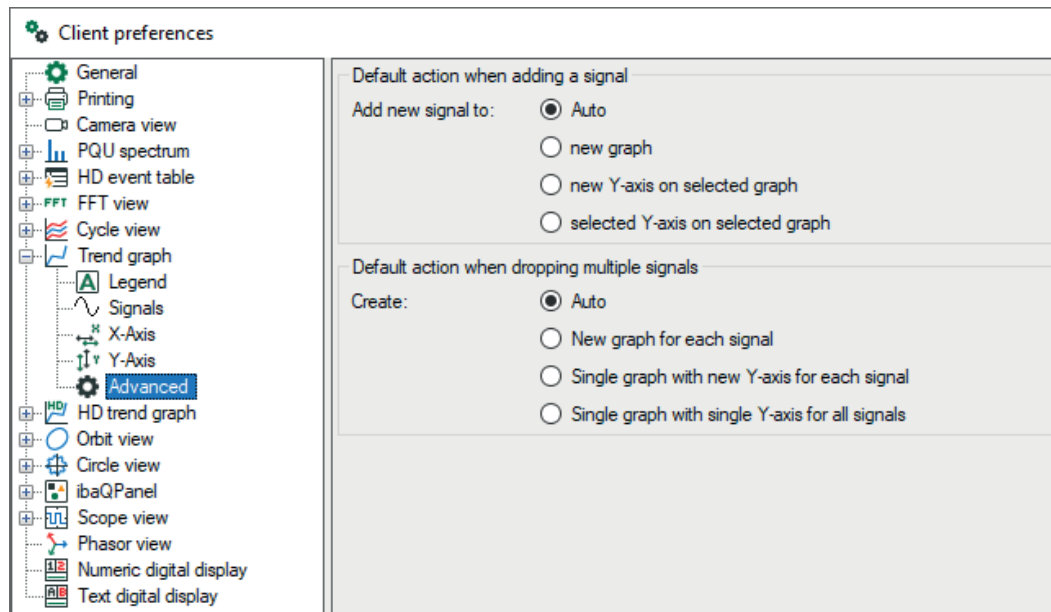 Client preferences
General
Printing
Camera view
PQU spectrum
HD event table
FFT FFT view
Cycle view
Trend graph
A Legend
Signals
X X-Axis
Y Y-Axis
Advanced
HD HD trend graph
Orbit view
Circle view
ibaQPanel
Scope view
Phasor view
12 Numeric digital display
AB Text digital display
Default action when adding a signal
Add new signal to: Auto
new graph
new Y-axis on selected graph
selected Y-axis on selected graph
Default action when dropping multiple signals
Create: Auto
New graph for each signal
Single graph with new Y-axis for each signal
Single graph with single Y-axis for all signals